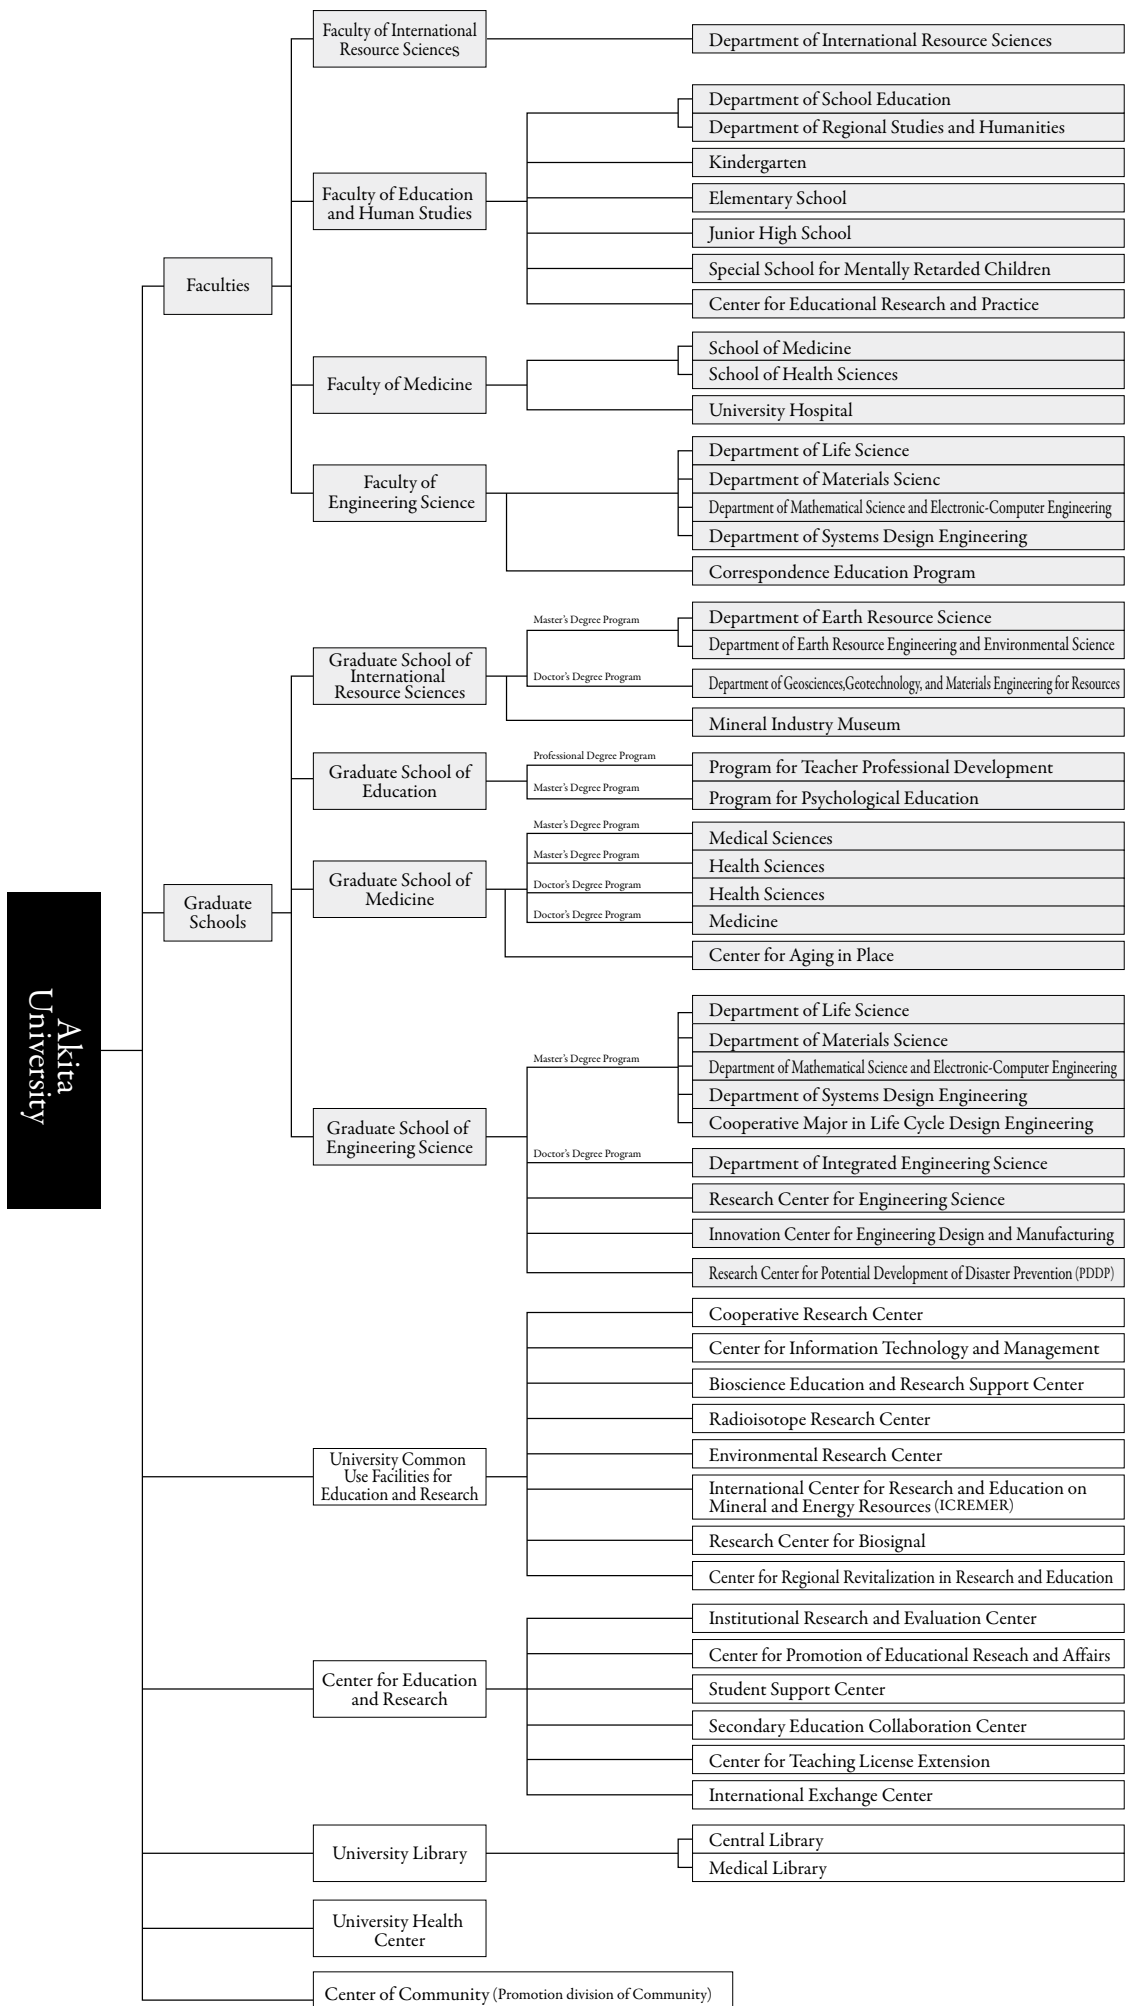 Akita
University
Faculties
Faculty of International
Resource Sciences
Department of International Resource Sciences
Faculty of Education
and Human Studies
Department of School Education
Department of Regional Studies and Humanities
Kindergarten
Elementary School
Junior High School
Special School for Mentally Retarded Children
Center for Educational Research and Practice
Faculty of Medicine
School of Medicine
School of Health Sciences
University Hospital
Faculty of
Engineering Science
Department of Life Science
Department of Materials Scienc
Department of Mathematical Science and Electronic-Computer Engineering
Department of Systems Design Engineering
Correspondence Education Program
Graduate
Schools
Graduate School of
International
Resource Sciences
Master's Degree Program
Department of Earth Resource Science
Department of Earth Resource Engineering and Environmental Science
Doctor's Degree Program
Department of Geosciences,Geotechnology, and Materials Engineering for Resources
Mineral Industry Museum
Graduate School of
Education
Professional Degree Program
Program for Teacher Professional Development
Master's Degree Program
Program for Psychological Education
Graduate School of
Medicine
Master's Degree Program
Medical Sciences
Master's Degree Program
Health Sciences
Doctor's Degree Program
Health Sciences
Doctor's Degree Program
Medicine
Center for Aging in Place
Graduate School of
Engineering Science
Master's Degree Program
Department of Life Science
Department of Materials Science
Department of Mathematical Science and Electronic-Computer Engineering
Department of Systems Design Engineering
Cooperative Major in Life Cycle Design Engineering
Doctor's Degree Program
Department of Integrated Engineering Science
Research Center for Engineering Science
Innovation Center for Engineering Design and Manufacturing
Research Center for Potential Development of Disaster Prevention (PDDP)
University Common
Use Facilities for
Education and Research
Cooperative Research Center
Center for Information Technology and Management
Bioscience Education and Research Support Center
Radioisotope Research Center
Environmental Research Center
International Center for Research and Education on
Mineral and Energy Resources (ICREMER)
Research Center for Biosignal
Center for Regional Revitalization in Research and Education
Center for Education
and Research
Institutional Research and Evaluation Center
Center for Promotion of Educational Reseach and Affairs
Student Support Center
Secondary Education Collaboration Center
Center for Teaching License Extension
International Exchange Center
University Library
Central Library
Medical Library
University Health
Center
Center of Community (Promotion division of Community)